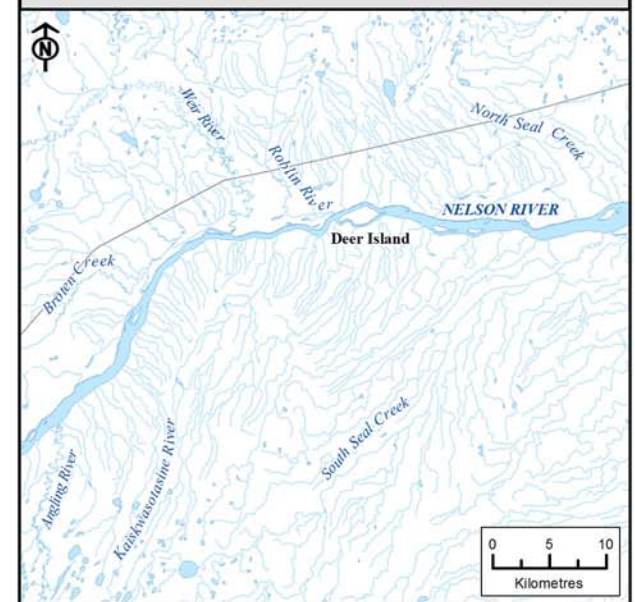 N
Weir River
North Seal Creek
Roblin River
NELSON RIVER
Deer Island
Broten Creek
South Seal Creek
Angling River
Kaiskwasotasine River
0 5 10
Kilometres